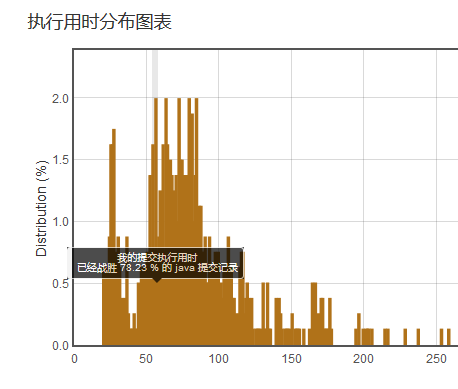 执行用时分布图表
Distribution (%)
2.0
1.5
1.0
0.5
0.0
我的提交执行用时
已经战胜 78.23 % 的 java 提交记录
0 50 100 150 200 250